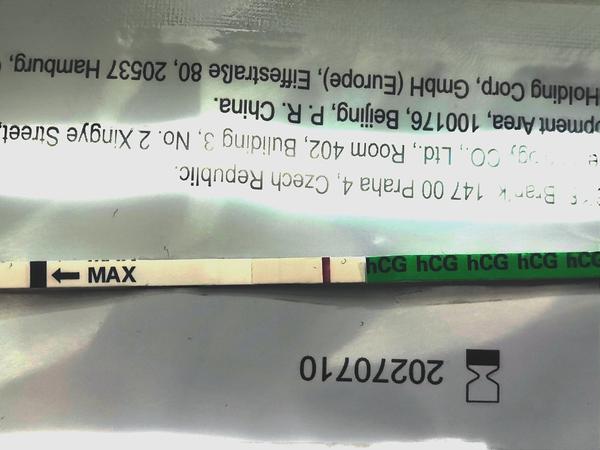 20270710
MAX hCG hCG hCG hCG hCG
147 00 Praha 4, Czech Republic.
CO., Ltd., Room 402, Buliding 3, No. 2 Xingye Street,
opment Area, 100176, Beijing, P. R. China.
Holding Corp, GmbH (Europe), Eiffestraße 80, 20537 Hamburg,